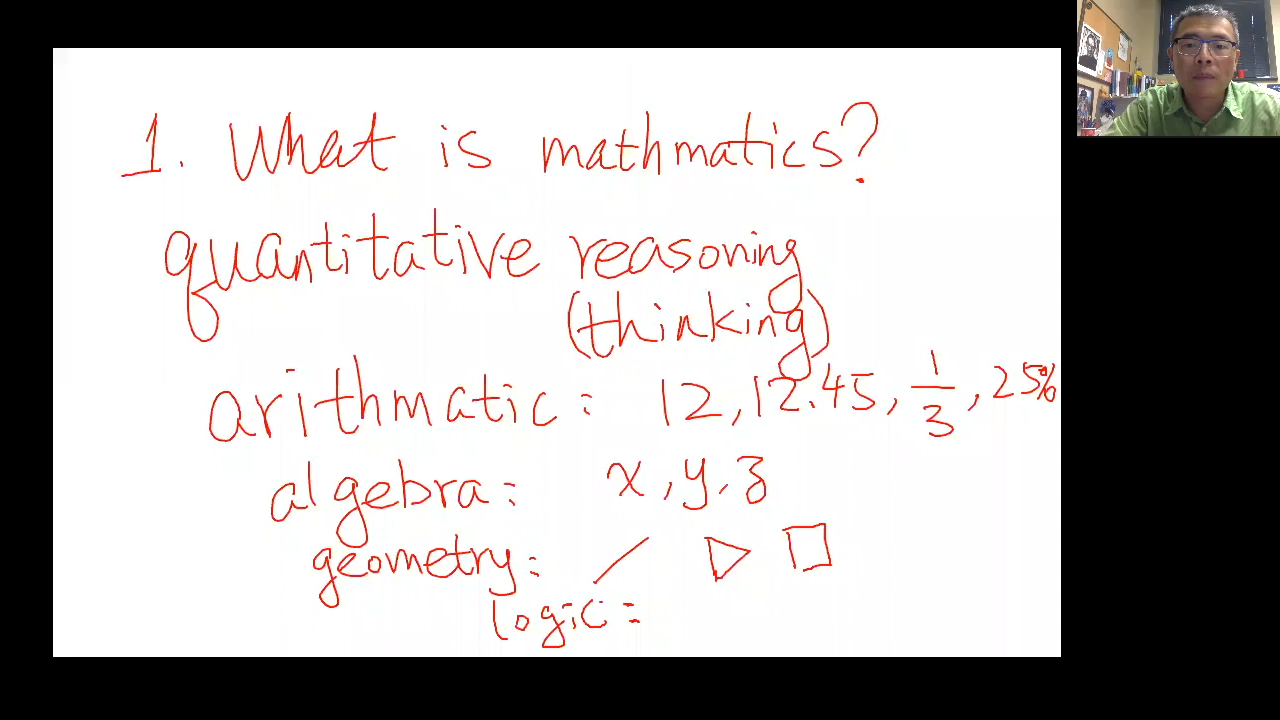 1. What is mathmatics?
quantitative reasoning
(thinking)
arithmatic: 12, 12.45, 1/3, 25%
algebra: x, y, z
geometry:
logic: